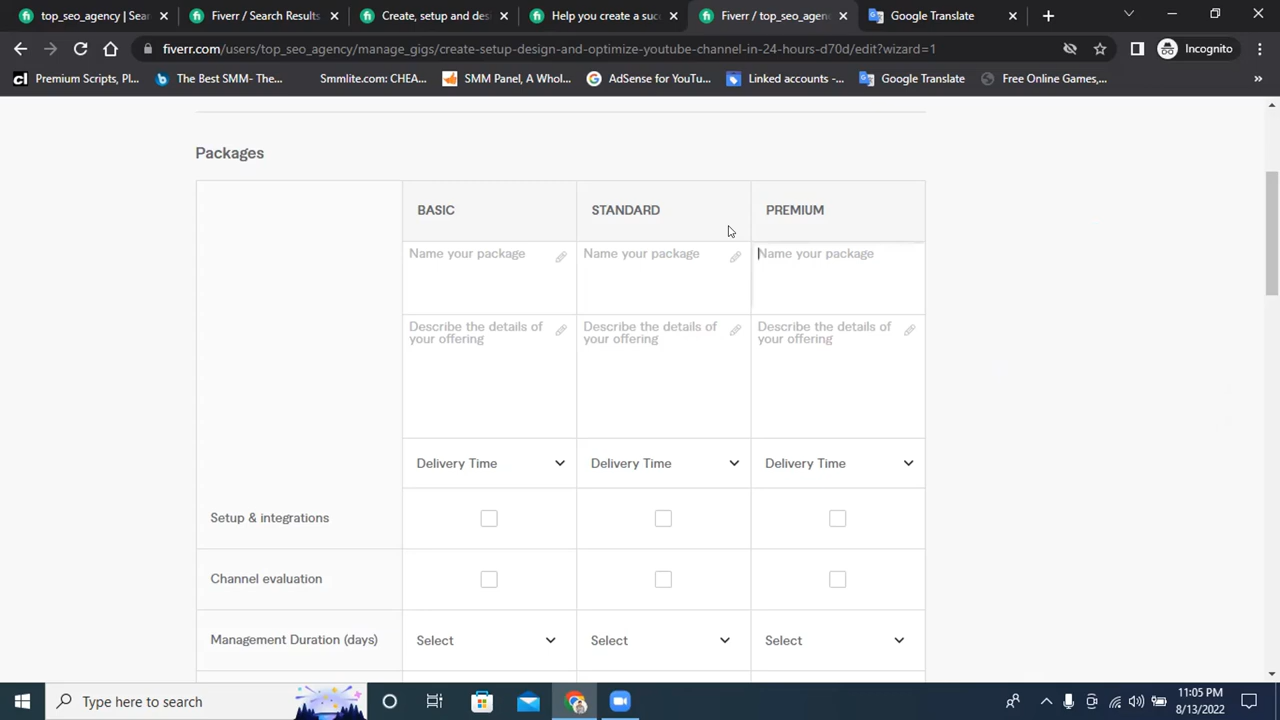 top_seo_agency | Sear
Fiverr / Search Results
Create, setup and desi
Help you create a succ
Fiverr / top_seo_agenc
Google Translate
fiverr.com/users/top_seo_agency/manage_gigs/create-setup-design-and-optimize-youtube-channel-in-24-hours-d70d/edit?wizard=1
Incognito
Premium Scripts, Pl...
The Best SMM- The...
Smmlite.com: CHEA...
SMM Panel, A Whol...
AdSense for YouTu...
Linked accounts -...
Google Translate
Free Online Games,...
»
Packages
BASIC
STANDARD
PREMIUM
Name your package
Name your package
Name your package
Describe the details of
your offering
Describe the details of
your offering
Describe the details of
your offering
Delivery Time
Delivery Time
Delivery Time
Setup & integrations
Channel evaluation
Management Duration (days)
Select
Select
Select
Type here to search
11:05 PM
8/13/2022